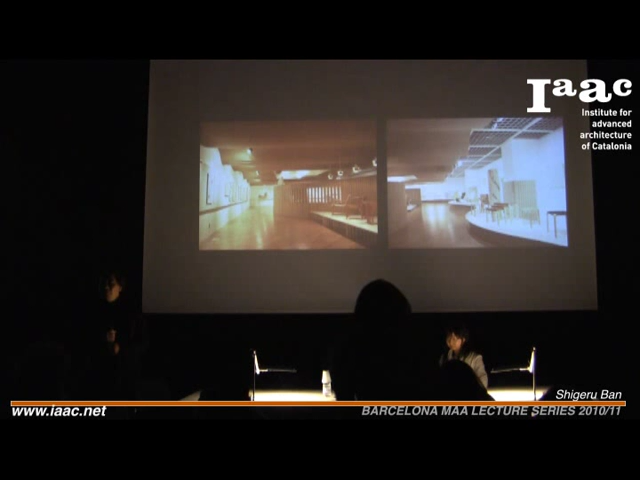 Iaac
Institute for
advanced
architecture
of Catalonia
Shigeru Ban
www.iaac.net
BARCELONA MAA LECTURE SERIES 2010/11